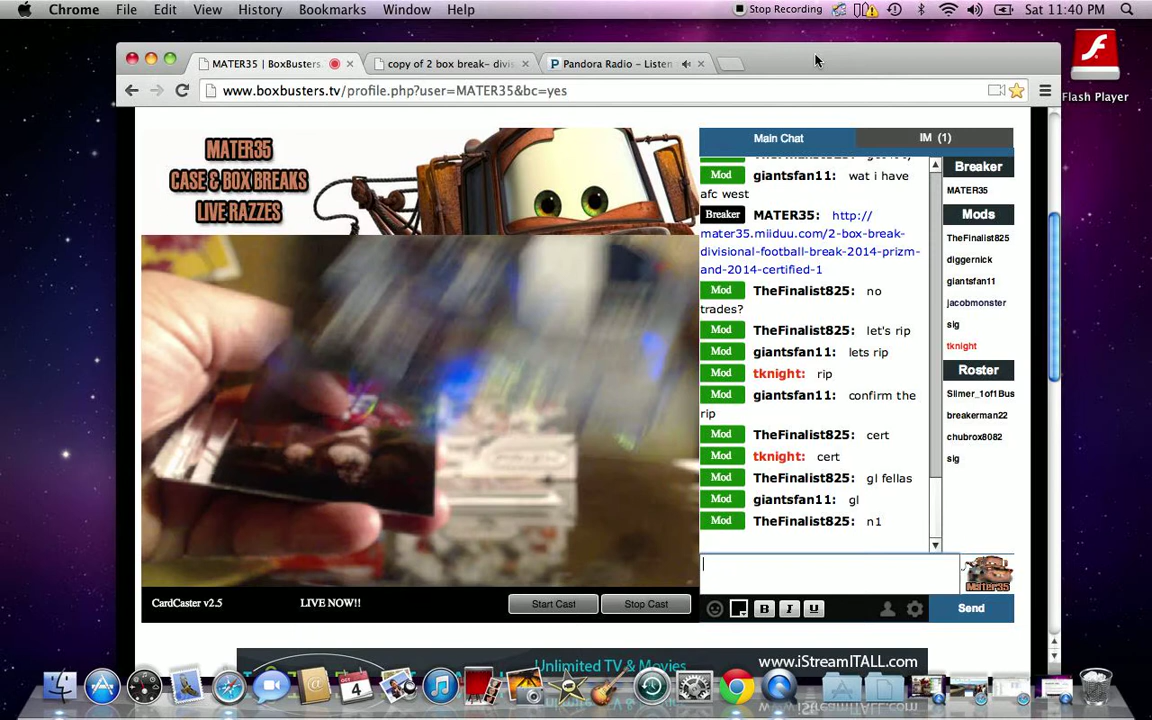 Chrome File Edit View History Bookmarks Window Help Stop Recording Sat 11:40 PM
MATER35 | BoxBusters. copy of 2 box break- divis Pandora Radio - Listen
www.boxbusters.tv/profile.php?user=MATER35&bc=yes
Flash Player
MATER35
CASE & BOX BREAKS
LIVE RAZZES
Main Chat IM (1)
Mod giantsfan11: wat i have
afc west
Breaker MATER35: http://
mater35.miiduu.com/2-box-break-
divisional-football-break-2014-prizm-
and-2014-certified-1
Mod TheFinalist825: no
trades?
Mod TheFinalist825: let's rip
Mod giantsfan11: lets rip
Mod tknight: rip
Mod giantsfan11: confirm the
rip
Mod TheFinalist825: cert
Mod tknight: cert
Mod TheFinalist825: gl fellas
Mod giantsfan11: gl
Mod TheFinalist825: n1
Breaker
MATER35
Mods
TheFinalist825
diggernick
giantsfan11
jacobmonster
sig
tknight
Roster
Slimer_1of1Bus
breakerman22
chubrox8082
sig
Mater35
CardCaster v2.5 LIVE NOW!! Start Cast Stop Cast
B I U Send
Unlimited TV & Movies
www.iStreamITALL.com
OCT
4